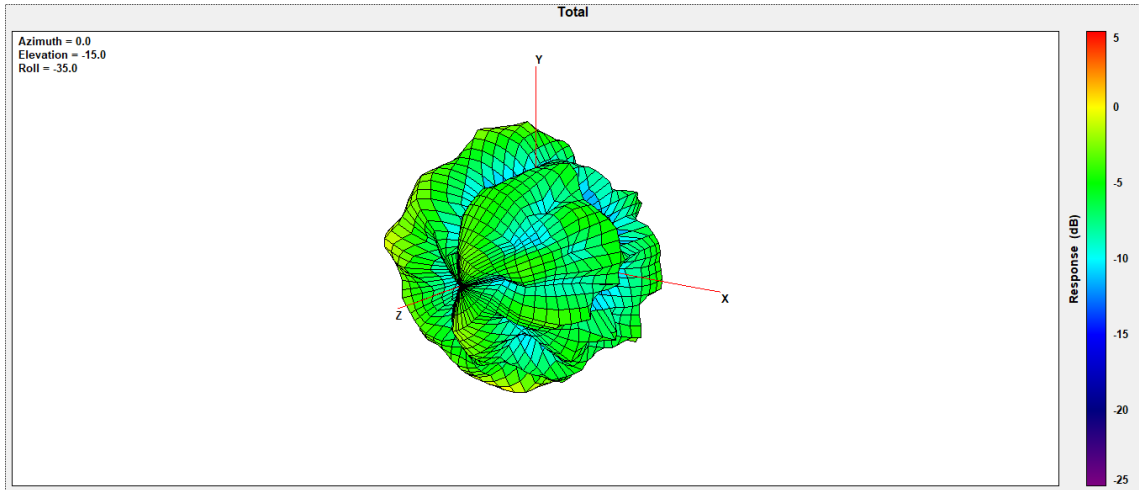 Total
Azimuth = 0.0
Elevation = -15.0
Roll = -35.0
Y
X
Z
5
0
-5
-10
-15
-20
-25
Response (dB)